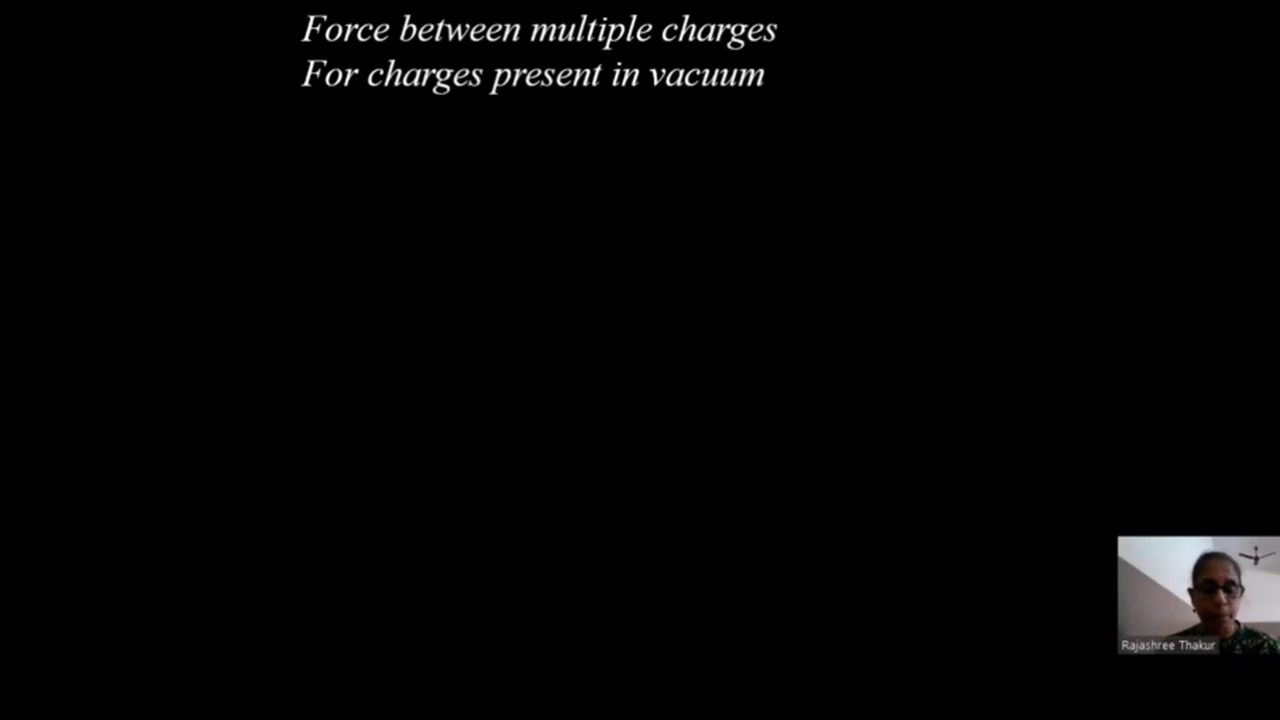 Force between multiple charges
For charges present in vacuum
Rajashree Thakur